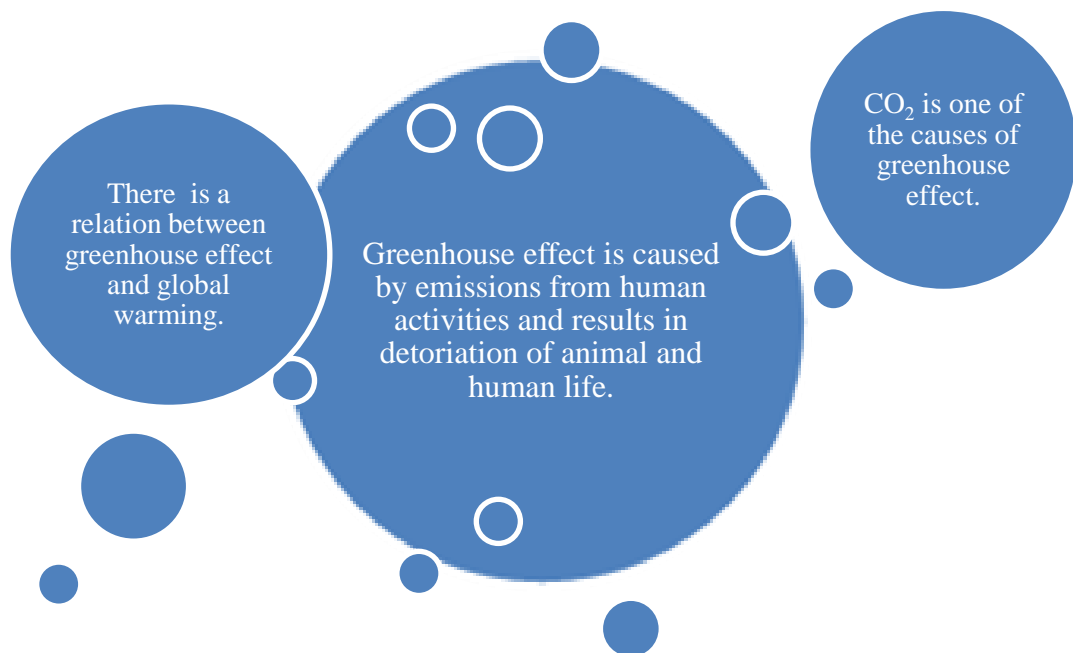 There  is a
relation between
greenhouse effect
and global
warming.
Greenhouse effect is caused
by emissions from human
activities and results in
detoriation of animal and
human life.
CO₂ is one of
the causes of
greenhouse
effect.